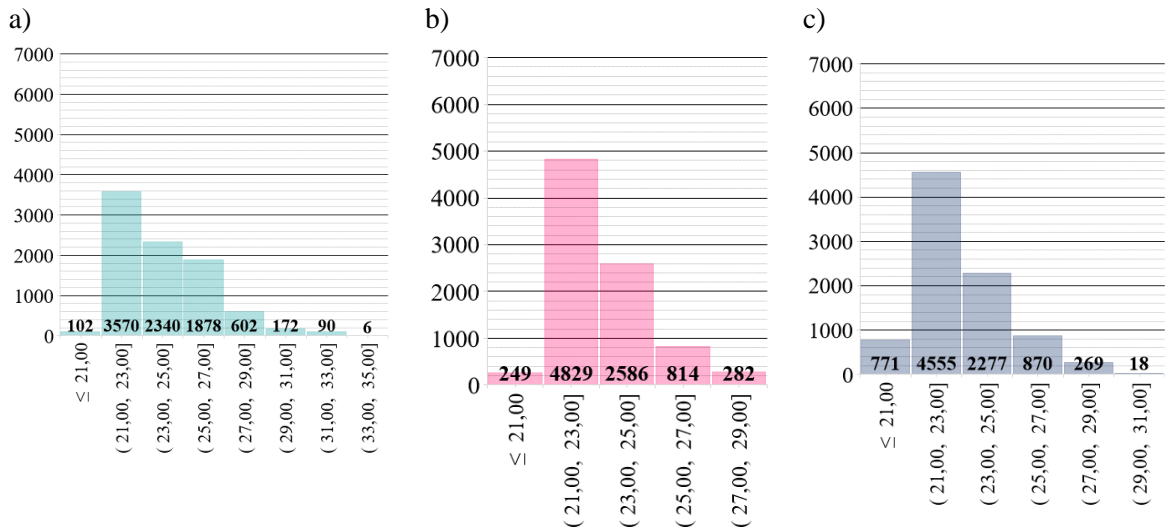 a)
7000
6000
5000
4000
3000
2000
1000
0
102 3570 2340 1878 602 172 90 6
≤ 21,00
( 21,00, 23,00]
( 23,00, 25,00]
( 25,00, 27,00]
( 27,00, 29,00]
( 29,00, 31,00]
( 31,00, 33,00]
( 33,00, 35,00]
b)
7000
6000
5000
4000
3000
2000
1000
0
249 4829 2586 814 282
≤ 21,00
( 21,00, 23,00]
( 23,00, 25,00]
( 25,00, 27,00]
( 27,00, 29,00]
c)
7000
6000
5000
4000
3000
2000
1000
0
771 4555 2277 870 269 18
≤ 21,00
( 21,00, 23,00]
( 23,00, 25,00]
( 25,00, 27,00]
( 27,00, 29,00]
( 29,00, 31,00]